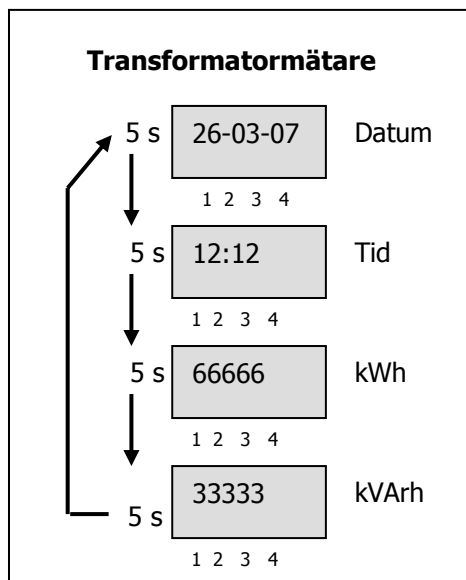 Transformatormätare
5 s 26-03-07 Datum
1 2 3 4
5 s 12:12 Tid
1 2 3 4
5 s 66666 kWh
1 2 3 4
5 s 33333 kVArh
1 2 3 4